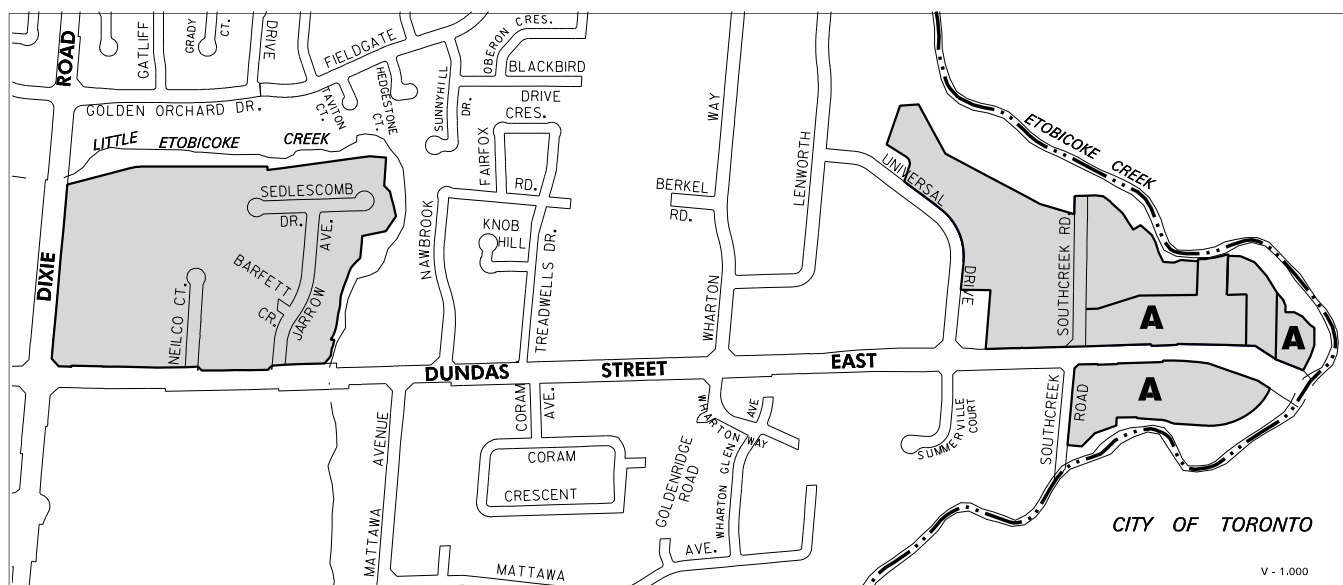 ROAD
GATLIFF
GRADY
CT.
DRIVE
FIELDGATE
OBERON CRES.
BLACKBIRD
DRIVE
SUNNYHILL
DR.
HEDGESTONE
CT.
TAVITON
CT.
GOLDEN ORCHARD DR.
LITTLE ETOBICOKE CREEK
CRES.
FAIRFOX
RD.
WAY
LENWORTH
UNIVERSAL
DRIVE
ETOBICOKE CREEK
BERKEL
RD.
SEDLESCOMB
DR.
AVE.
BARFETT
CR.
JARROW
NEILCO CT.
DIXIE
NAWBROOK
KNOB
HILL
TREADWELLS DR.
WHARTON
SOUTHCREEK RD.
A
A
A
DUNDAS STREET EAST
CORAM
AVE.
MATTAWA
AVENUE
CORAM
CRESCENT
GOLDENRIDGE
ROAD
WHARTON WAY
AVE
WHARTON GLEN
AVE.
MATTAWA
SUMMERVILLE
COURT
SOUTHCREEK
ROAD
CITY OF TORONTO
V - 1.000